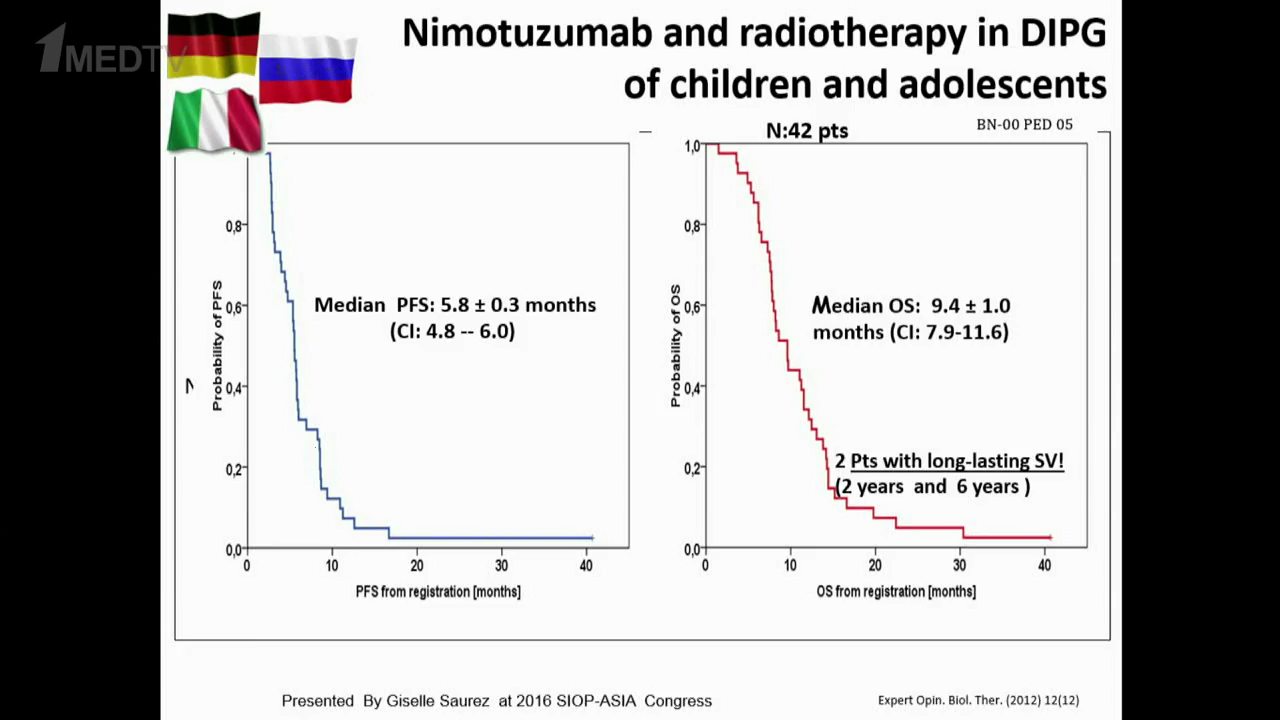 1MEDTV
Nimotuzumab and radiotherapy in DIPG
of children and adolescents
N:42 pts
BN-00 PED 05
0,8
0,6
0,4
0,2
0,0
Probability of PFS
Median PFS: 5.8 ± 0.3 months
(CI: 4.8 -- 6.0)
0 10 20 30 40
PFS from registration [months]
1,0
0,8
0,6
0,4
0,2
0,0
Probability of OS
Median OS: 9.4 ± 1.0
months (CI: 7.9-11.6)
2 Pts with long-lasting SV!
(2 years and 6 years )
0 10 20 30 40
OS from registration [months]
Presented By Giselle Saurez at 2016 SIOP-ASIA Congress
Expert Opin. Biol. Ther. (2012) 12(12)